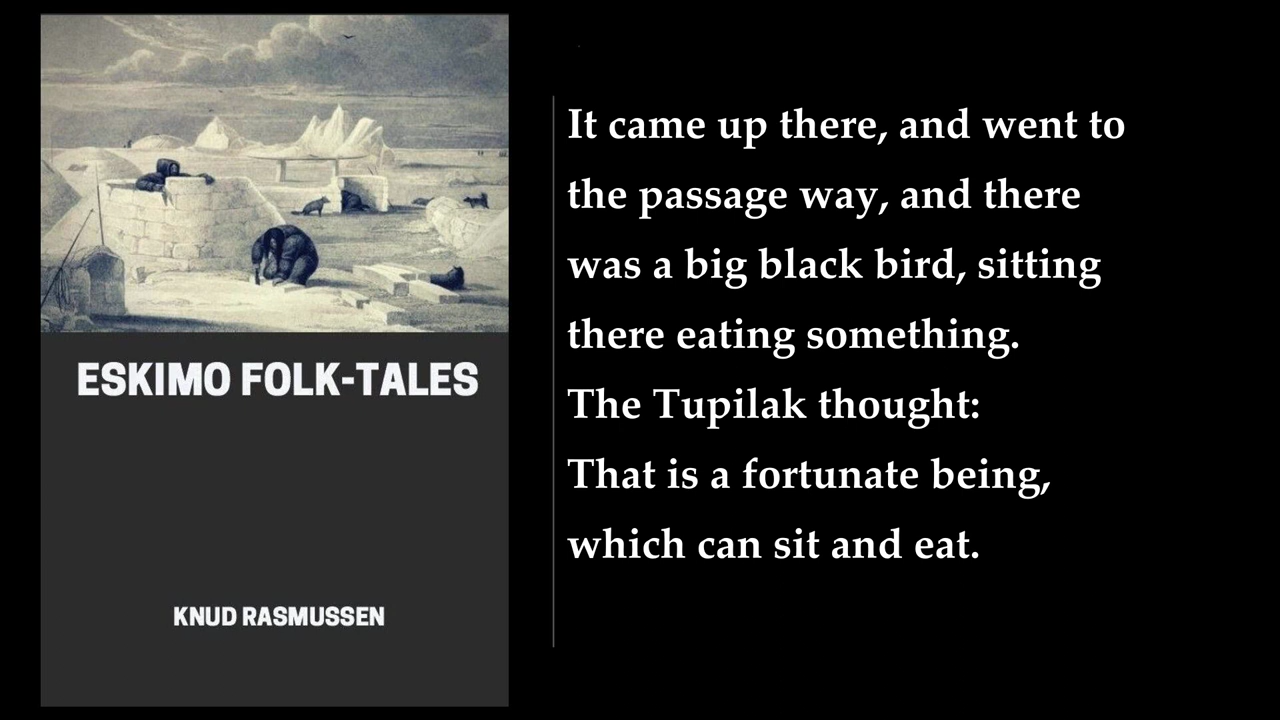 ESKIMO FOLK-TALES
KNUD RASMUSSEN
It came up there, and went to
the passage way, and there
was a big black bird, sitting
there eating something.
The Tupilak thought:
That is a fortunate being,
which can sit and eat.